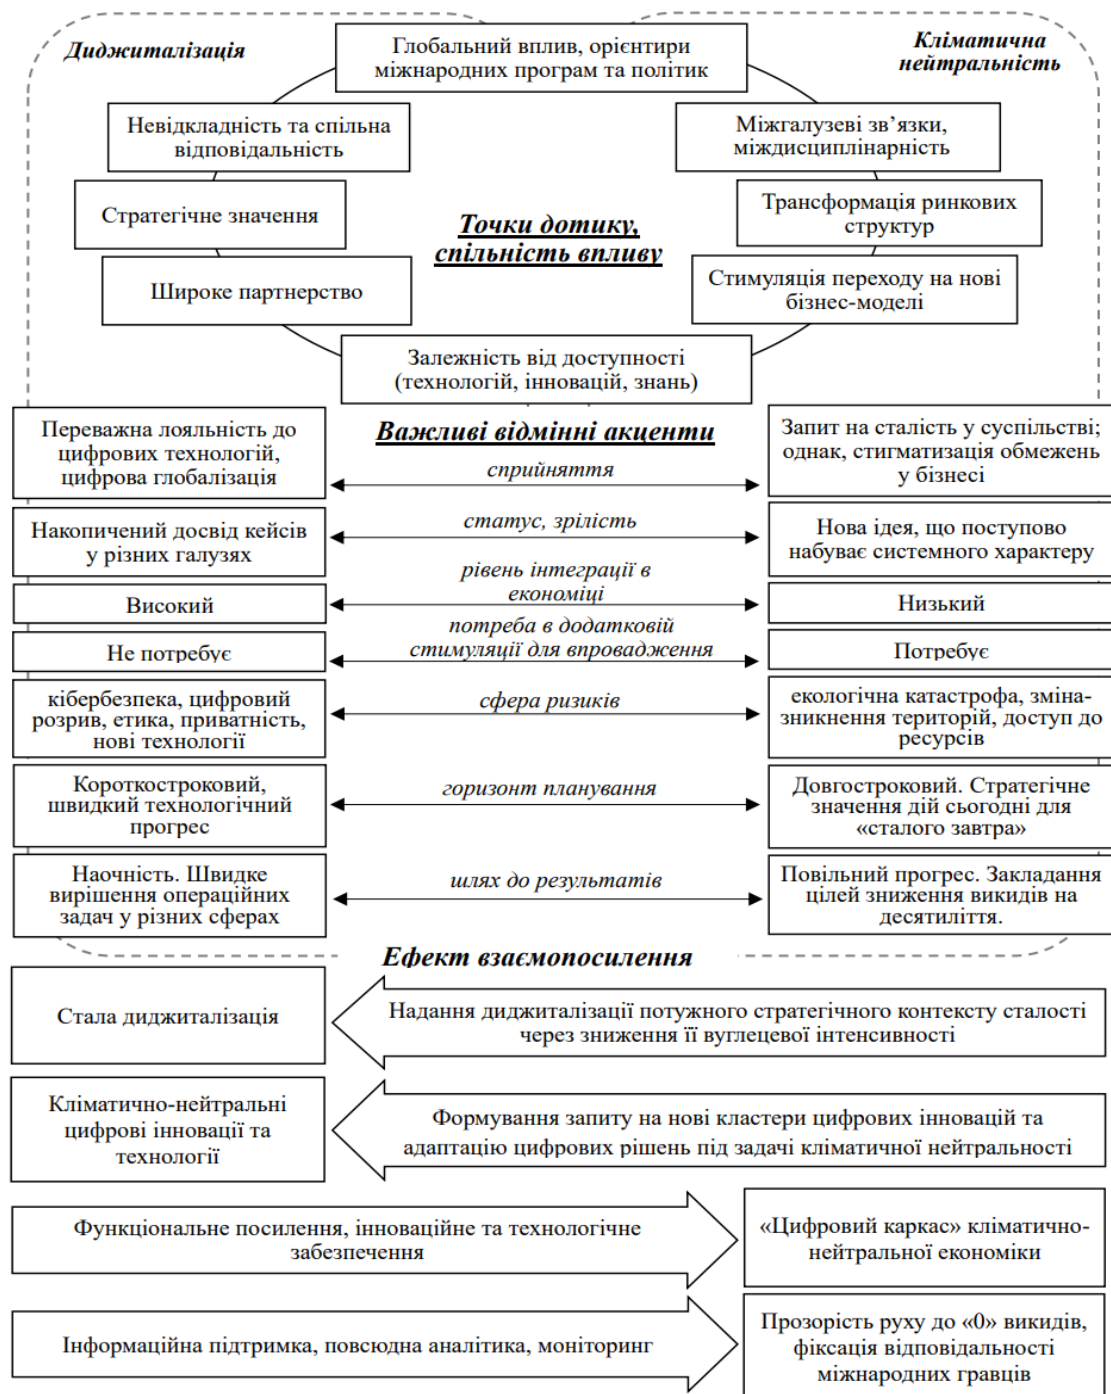 Диджиталізація
Глобальний вплив, орієнтири
міжнародних програм та політик
Кліматична
нейтральність
Невідкладність та спільна
відповідальність
Міжгалузеві зв’язки,
міждисциплінарність
Стратегічне значення
Трансформація ринкових
структур
Точки дотику,
спільність впливу
Широке партнерство
Стимуляція переходу на нові
бізнес-моделі
Залежність від доступності
(технологій, інновацій, знань)
Важливі відмінні акценти
Переважна лояльність до
цифрових технологій,
цифрова глобалізація
сприйняття
Запит на сталість у суспільстві;
однак, стигматизація обмежень
у бізнесі
Накопичений досвід кейсів
у різних галузях
статус, зрілість
Нова ідея, що поступово
набуває системного характеру
Високий
рівень інтеграції в
економіці
Низький
Не потребує
потреба в додатковій
стимуляції для впровадження
Потребує
кібербезпека, цифровий
розрив, етика, приватність,
нові технології
сфера ризиків
екологічна катастрофа, зміна-
зникнення територій, доступ до
ресурсів
Короткостроковий,
швидкий технологічний
прогрес
горизонт планування
Довгостроковий. Стратегічне
значення дій сьогодні для
«сталого завтра»
Наочність. Швидке
вирішення операційних
задач у різних сферах
шлях до результатів
Повільний прогрес. Закладання
цілей зниження викидів на
десятиліття.
Ефект взаємопосилення
Стала диджиталізація
Надання диджиталізації потужного стратегічного контексту сталості
через зниження її вуглецевої інтенсивності
Кліматично-нейтральні
цифрові інновації та
технології
Формування запиту на нові кластери цифрових інновацій та
адаптацію цифрових рішень під задачі кліматичної нейтральності
Функціональне посилення, інноваційне та технологічне
забезпечення
«Цифровий каркас» кліматично-
нейтральної економіки
Інформаційна підтримка, повсюдна аналітика, моніторинг
Прозорість руху до «0» викидів,
фіксація відповідальності
міжнародних гравців